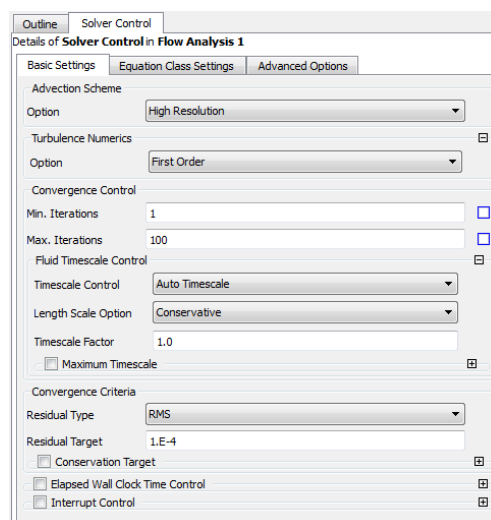 Outline Solver Control
Details of Solver Control in Flow Analysis 1
Basic Settings Equation Class Settings Advanced Options
Advection Scheme
Option High Resolution
Turbulence Numerics
Option First Order
Convergence Control
Min. Iterations 1
Max. Iterations 100
Fluid Timescale Control
Timescale Control Auto Timescale
Length Scale Option Conservative
Timescale Factor 1.0
Maximum Timescale
Convergence Criteria
Residual Type RMS
Residual Target 1.E-4
Conservation Target
Elapsed Wall Clock Time Control
Interrupt Control